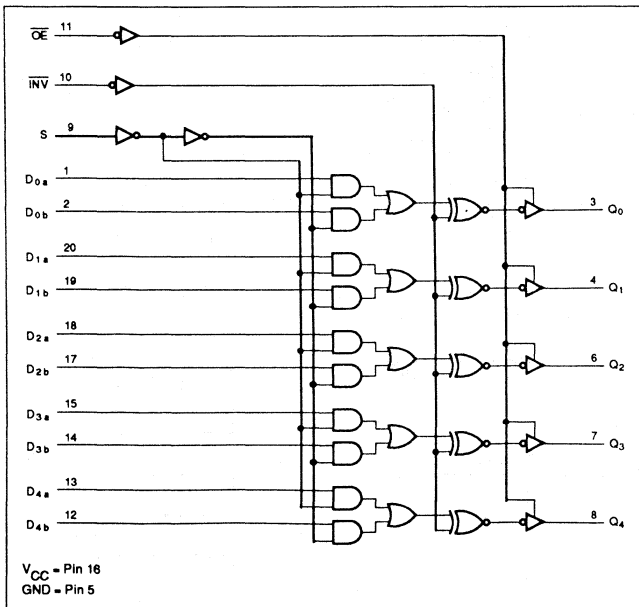 OE 11
INV 10
S 9
D0a 1
D0b 2
3 Q0
D1a 20
D1b 19
4 Q1
D2a 18
D2b 17
6 Q2
D3a 15
D3b 14
7 Q3
D4a 13
D4b 12
8 Q4
VCC = Pin 16
GND = Pin 5